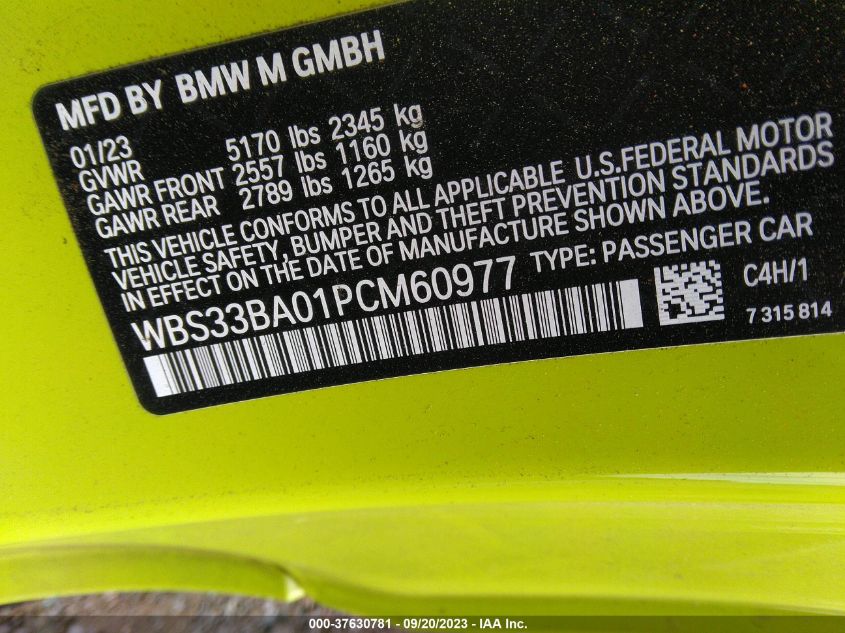 MFD BY BMW M GMBH
01/23
GVWR 5170 lbs 2345 kg
GAWR FRONT 2557 lbs 1160 kg
GAWR REAR 2789 lbs 1265 kg
THIS VEHICLE CONFORMS TO ALL APPLICABLE U.S.FEDERAL MOTOR
VEHICLE SAFETY, BUMPER AND THEFT PREVENTION STANDARDS
IN EFFECT ON THE DATE OF MANUFACTURE SHOWN ABOVE.
WBS33BA01PCM60977 TYPE: PASSENGER CAR
C4H/1
7 315 814
000-37630781 - 09/20/2023 - IAA Inc.